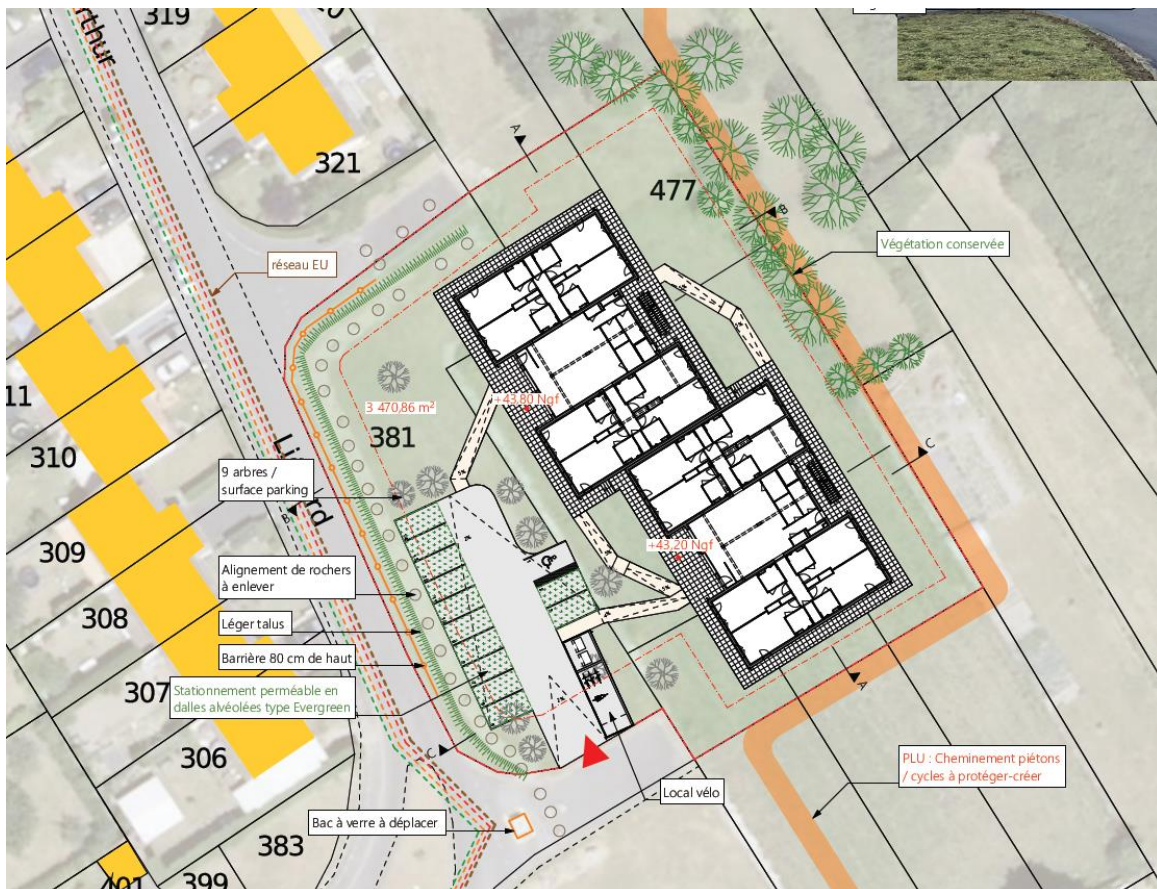 319
Arthur
321
477
A
B
réseau EU
Végétation conservée
11
310
+43.80 Ngf
3 470,86 m²
381
C
9 arbres /
surface parking
B
309
+43.20 Ngf
Alignement de rochers
à enlever
308
Léger talus
Barrière 80 cm de haut
307
Stationnement perméable en
dalles alvéolées type Evergreen
A
306
C
PLU : Cheminement piétons
/ cycles à protéger-créer
Local vélo
Bac à verre à déplacer
383
401
399